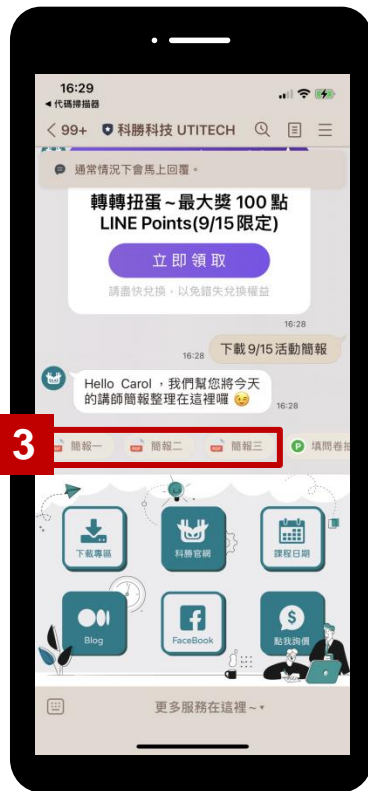 16:29
◀ 代碼掃描器
99+ 科勝科技 UTITECH
通常情況下會馬上回覆。
轉轉扭蛋~最大獎 100 點
LINE Points(9/15限定)
立即領取
請盡快兌換，以免錯失兌換權益
16:28
下載 9/15 活動簡報
16:28
Hello Carol ，我們幫您將今天
的講師簡報整理在這裡囉 😉
16:28
3
PDF 簡報一
PDF 簡報二
PDF 簡報三
P 填問卷抽
下載專區
科勝官網
課程日期
Blog
FaceBook
點我詢價
更多服務在這裡 ~ ▾